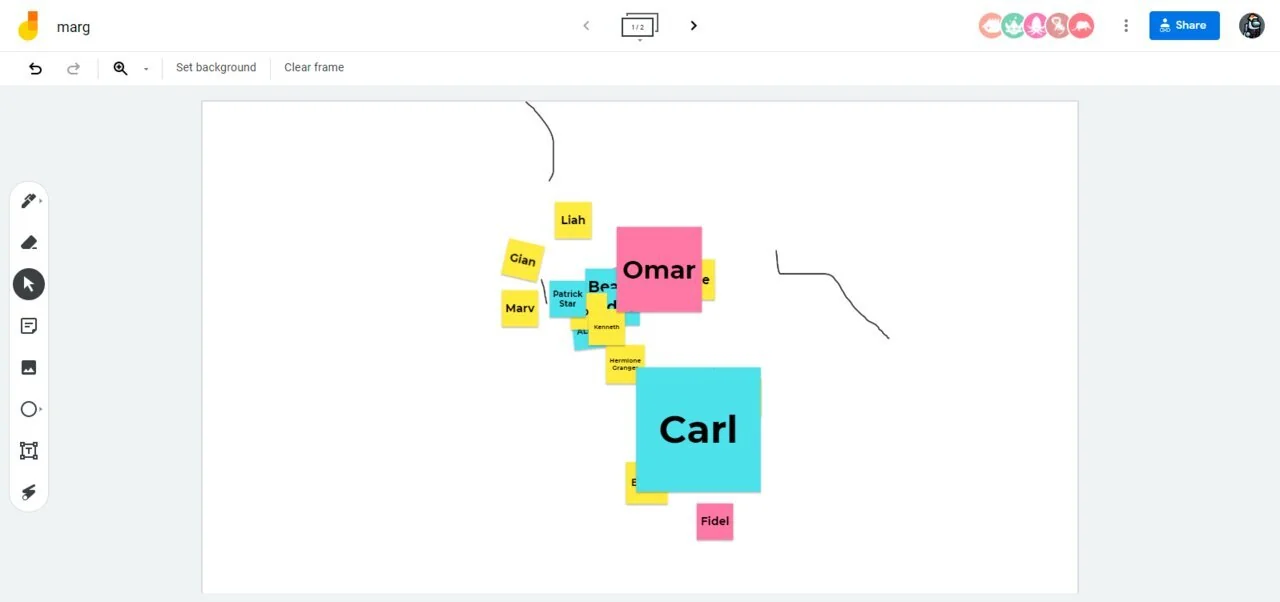 marg
1 / 2
Share
Set background
Clear frame
Liah
Gian
Omar
e
Patrick
Star
Bea
d
Marv
Kenneth
Hermione
Granger
Carl
E
Fidel